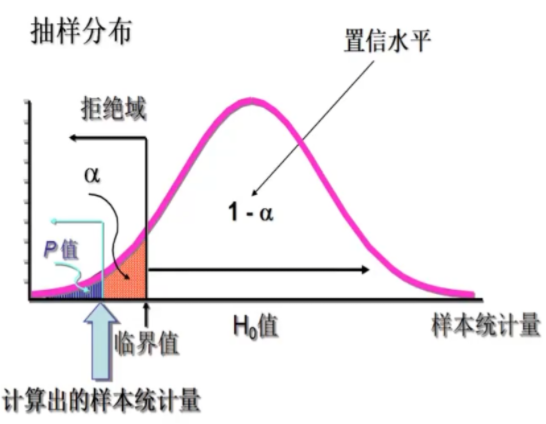 抽样分布
置信水平
拒绝域
α
1 - α
P 值
临界值
H₀值
样本统计量
计算出的样本统计量